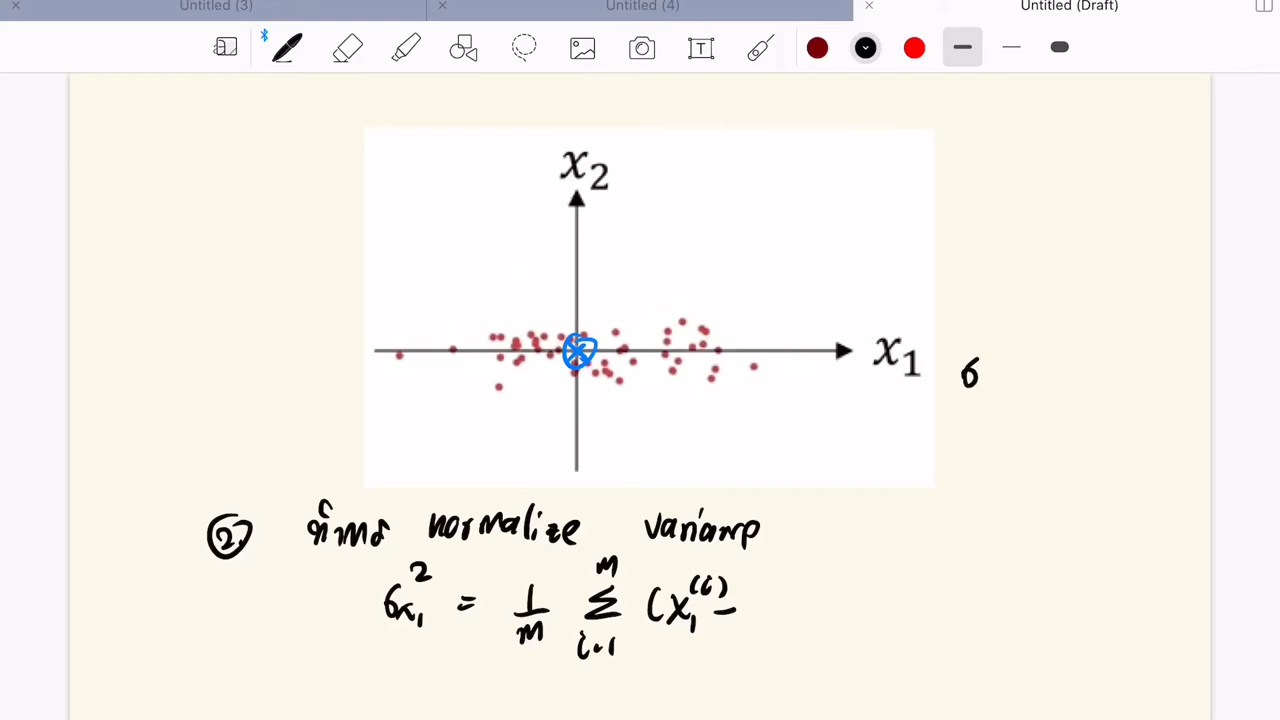 Untitled (3) Untitled (4) Untitled (Draft)
T
x₂
x₁
σ
② ทำการ normalize variance
σx₁² = 1/m Σ i=1 m (x₁⁽ⁱ⁾ −